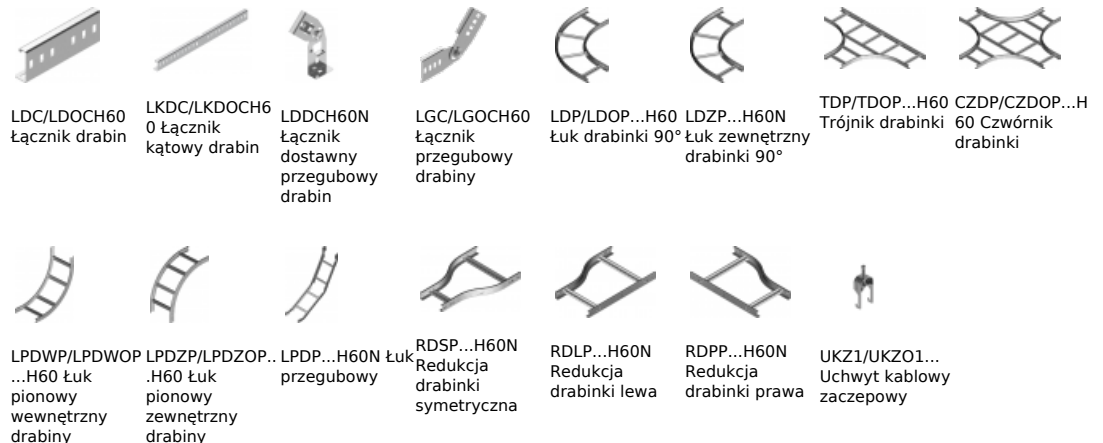 LDC/LDOCH60
Łącznik drabin
LKDC/LKDOCH6
0 Łącznik
kątowy drabin
LDDCH60N
Łącznik
dostawny
przegubowy
drabin
LGC/LGOCH60
Łącznik
przegubowy
drabiny
LDP/LDOP...H60
Łuk drabinki 90°
LDZP...H60N
Łuk zewnętrzny
drabinki 90°
TDP/TDOP...H60
Trójnik drabinki
CZDP/CZDOP...H
60 Czwórnik
drabinki
LPDWP/LPDWOP
...H60 Łuk
pionowy
wewnętrzny
drabiny
LPDZP/LPDZOP..
.H60 Łuk
pionowy
zewnętrzny
drabiny
LPDP...H60N Łuk
przegubowy
RDSP...H60N
Redukcja
drabinki
symetryczna
RDLP...H60N
Redukcja
drabinki lewa
RDPP...H60N
Redukcja
drabinki prawa
UKZ1/UKZO1...
Uchwyt kablowy
zaczepowy